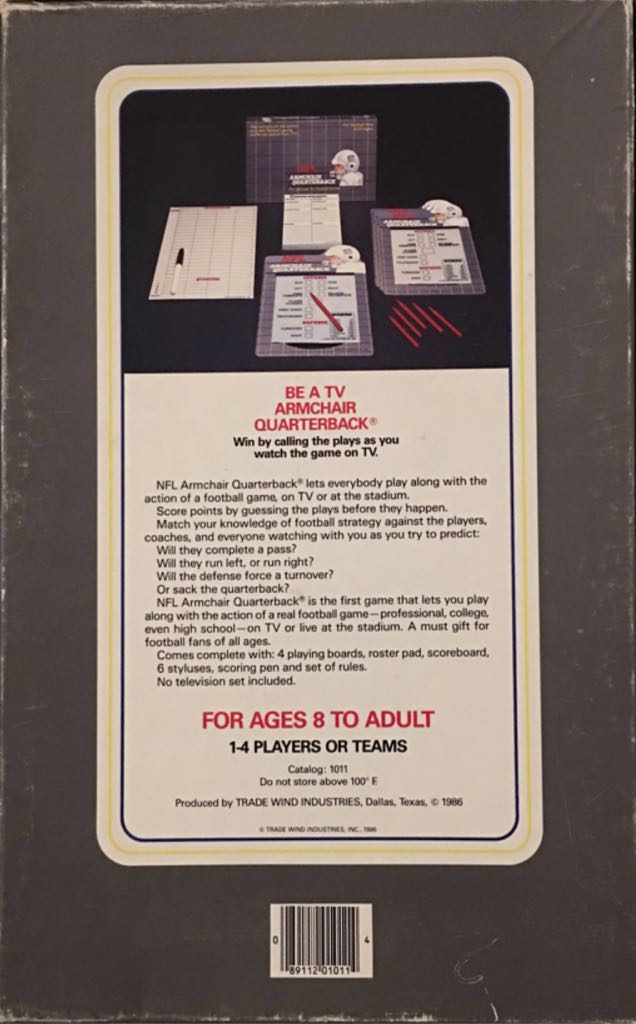 NFL
ARMCHAIR
QUARTERBACK
BE A TV
ARMCHAIR
QUARTERBACK®
Win by calling the plays as you
watch the game on TV.
NFL Armchair Quarterback® lets everybody play along with the
action of a football game, on TV or at the stadium.
Score points by guessing the plays before they happen.
Match your knowledge of football strategy against the players,
coaches, and everyone watching with you as you try to predict:
Will they complete a pass?
Will they run left, or run right?
Will the defense force a turnover?
Or sack the quarterback?
NFL Armchair Quarterback® is the first game that lets you play
along with the action of a real football game—professional, college,
even high school—on TV or live at the stadium. A must gift for
football fans of all ages.
Comes complete with: 4 playing boards, roster pad, scoreboard,
6 styluses, scoring pen and set of rules.
No television set included.
FOR AGES 8 TO ADULT
1-4 PLAYERS OR TEAMS
Catalog: 1011
Do not store above 100° F.
Produced by TRADE WIND INDUSTRIES, Dallas, Texas, © 1986
© TRADE WIND INDUSTRIES, INC., 1986
0 89112 01011 4